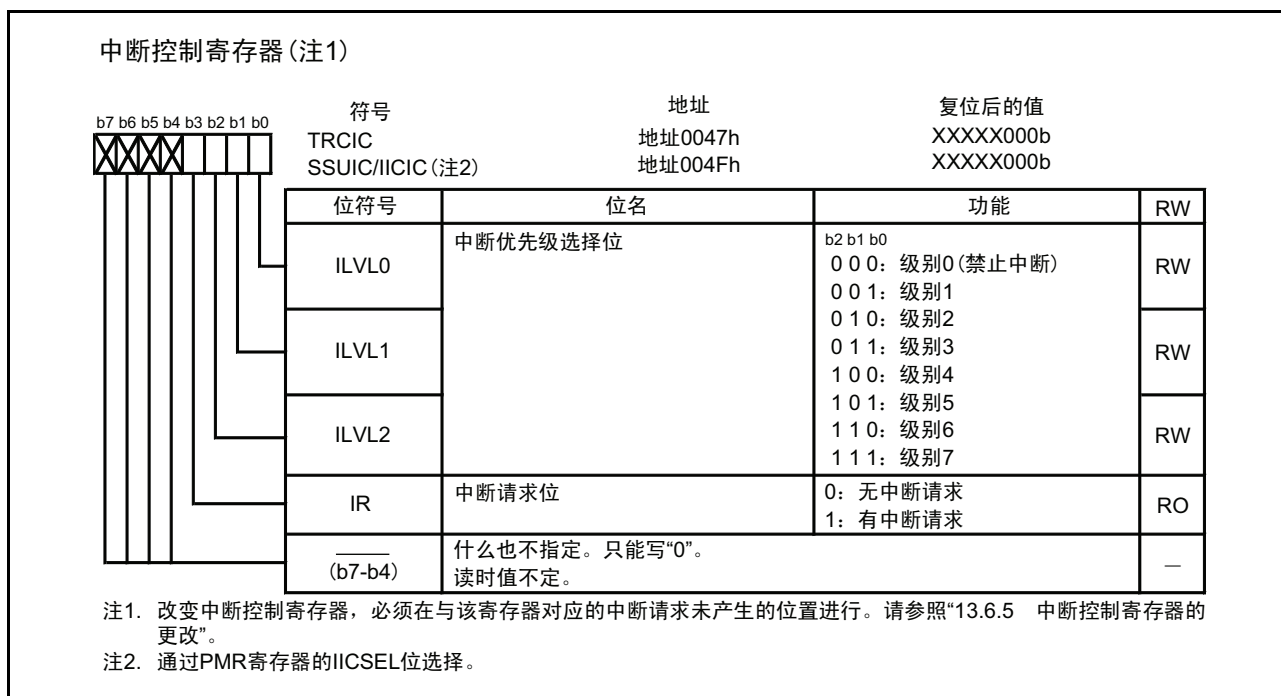 中断控制寄存器(注1)
b7 b6 b5 b4 b3 b2 b1 b0
符号 地址 复位后的值
TRCIC 地址0047h XXXXX000b
SSUIC/IICIC(注2) 地址004Fh XXXXX000b
位符号 位名 功能 RW
ILVL0 中断优先级选择位 b2 b1 b0
0 0 0：级别0(禁止中断) RW
0 0 1：级别1
0 1 0：级别2
ILVL1 0 1 1：级别3 RW
1 0 0：级别4
1 0 1：级别5
ILVL2 1 1 0：级别6 RW
1 1 1：级别7
IR 中断请求位 0：无中断请求 RO
1：有中断请求
(b7-b4) 什么也不指定。只能写“0”。 —
读时值不定。
注1. 改变中断控制寄存器，必须在与该寄存器对应的中断请求未产生的位置进行。请参照“13.6.5 中断控制寄存器的
更改”。
注2. 通过PMR寄存器的IICSEL位选择。